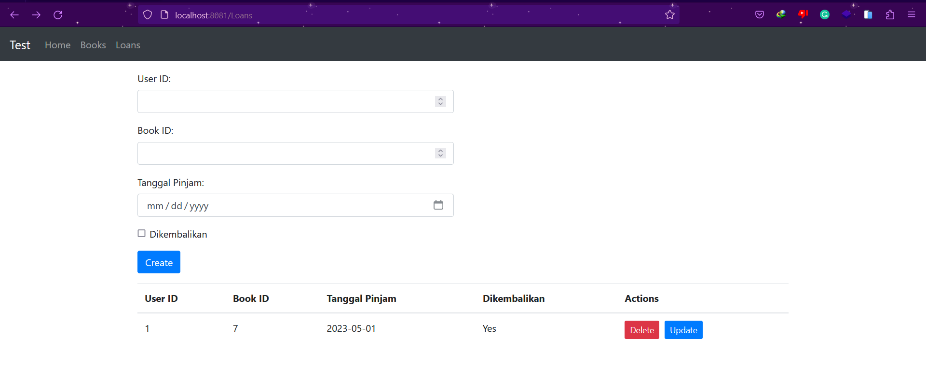 localhost:8881/Loans
Test Home Books Loans
User ID:
Book ID:
Tanggal Pinjam:
mm / dd / yyyy
Dikembalikan
Create
User ID Book ID Tanggal Pinjam Dikembalikan Actions
1 7 2023-05-01 Yes Delete Update